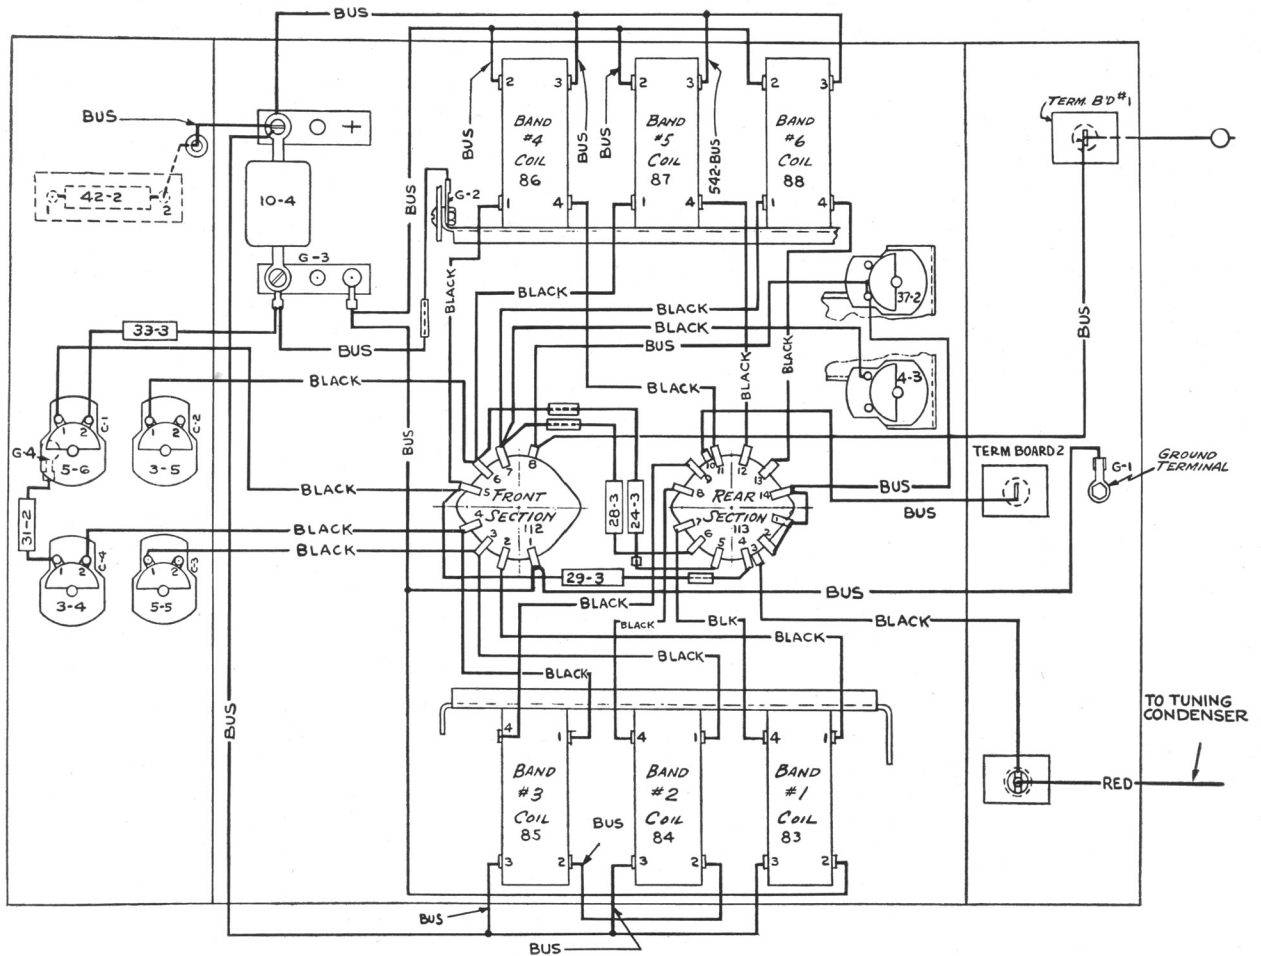 BUS
BUS
42-2
1
2
10-4
+
G-3
BUS
BUS
BUS
BUS
542-BUS
BUS
G-2
2
3
BAND
#4
COIL
86
1
4
2
3
BAND
#5
COIL
87
1
4
2
3
BAND
#6
COIL
88
1
4
TERM. B'D #1
BUS
33-3
BUS
BLACK
BLACK
BLACK
BLACK
BUS
BLACK
BLACK
BLACK
37-2
4-3
BLACK
1
2
C-1
5-6
G-4
1
2
C-2
3-5
31-2
1
2
C-4
3-4
1
2
C-3
5-5
BLACK
BLACK
BLACK
BUS
FRONT
SECTION
112
1
2
3
4
5
6
7
8
28-3
24-3
29-3
REAR
SECTION
113
1
2
3
4
5
6
7
8
9
10
11
12
13
14
BUS
BUS
TERM BOARD 2
G-1
GROUND
TERMINAL
BUS
BLACK
BLACK
BLK
BLACK
BLACK
BLACK
BLACK
BUS
4
1
BAND
#3
COIL
85
3
2
4
1
BAND
#2
COIL
84
3
2
4
1
BAND
#1
COIL
83
3
2
BUS
BUS
BUS
RED
TO TUNING
CONDENSER